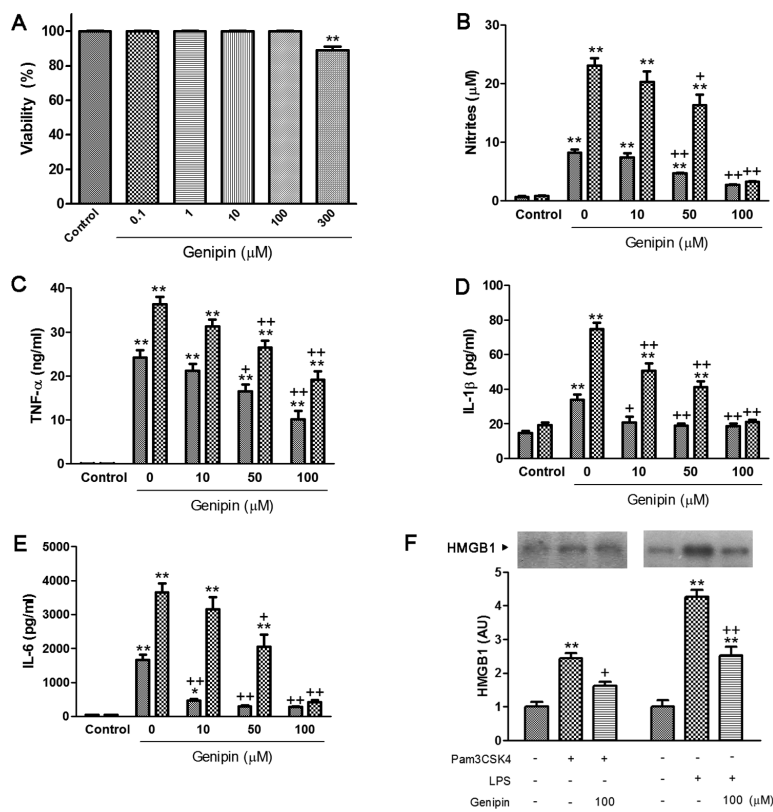 A
Viability (%)
100
80
60
40
20
0
**
Control 0.1 1 10 100 300
Genipin (μM)
B
Nitrites (μM)
30
20
10
0
** ** ** ** ++ ** + ** ++ ++
Control 0 10 50 100
Genipin (μM)
C
TNF-α (ng/ml)
40
30
20
10
0
** ** ** ** + ** ++ ** ++ ** ++ **
Control 0 10 50 100
Genipin (μM)
D
IL-1β (pg/ml)
100
80
60
40
20
0
** ** + ++ ** ++ ++ ** ++ ++
Control 0 10 50 100
Genipin (μM)
E
IL-6 (pg/ml)
6000
5000
4000
3000
2000
1000
0
** ** ++ * ** ++ + ** ++ ++
Control 0 10 50 100
Genipin (μM)
F
HMGB1 ►
HMGB1 (AU)
5
4
3
2
1
0
** + ** ++ **
Pam3CSK4 - + + - - -
LPS - - - - + +
Genipin - - 100 - - 100 (μM)